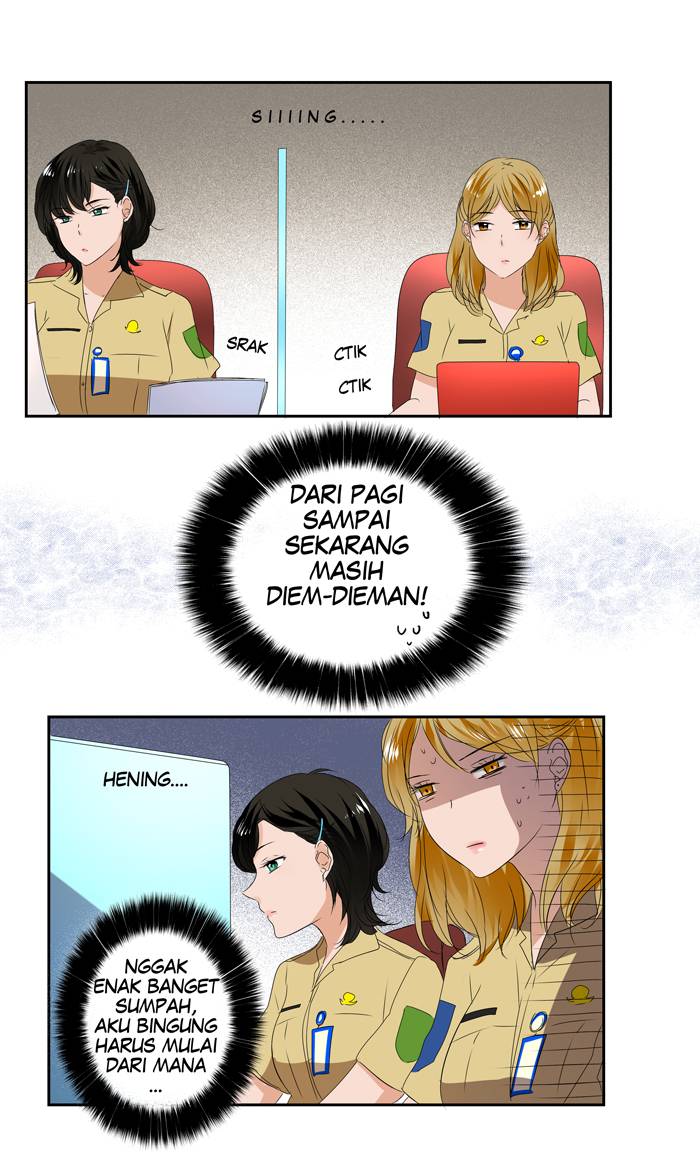 SIIIING.....
SRAK
CTIK
CTIK
DARI PAGI
SAMPAI
SEKARANG
MASIH
DIEM-DIEMAN!
HENING....
NGGAK
ENAK BANGET
SUMPAH,
AKU BINGUNG
HARUS MULAI
DARI MANA
...